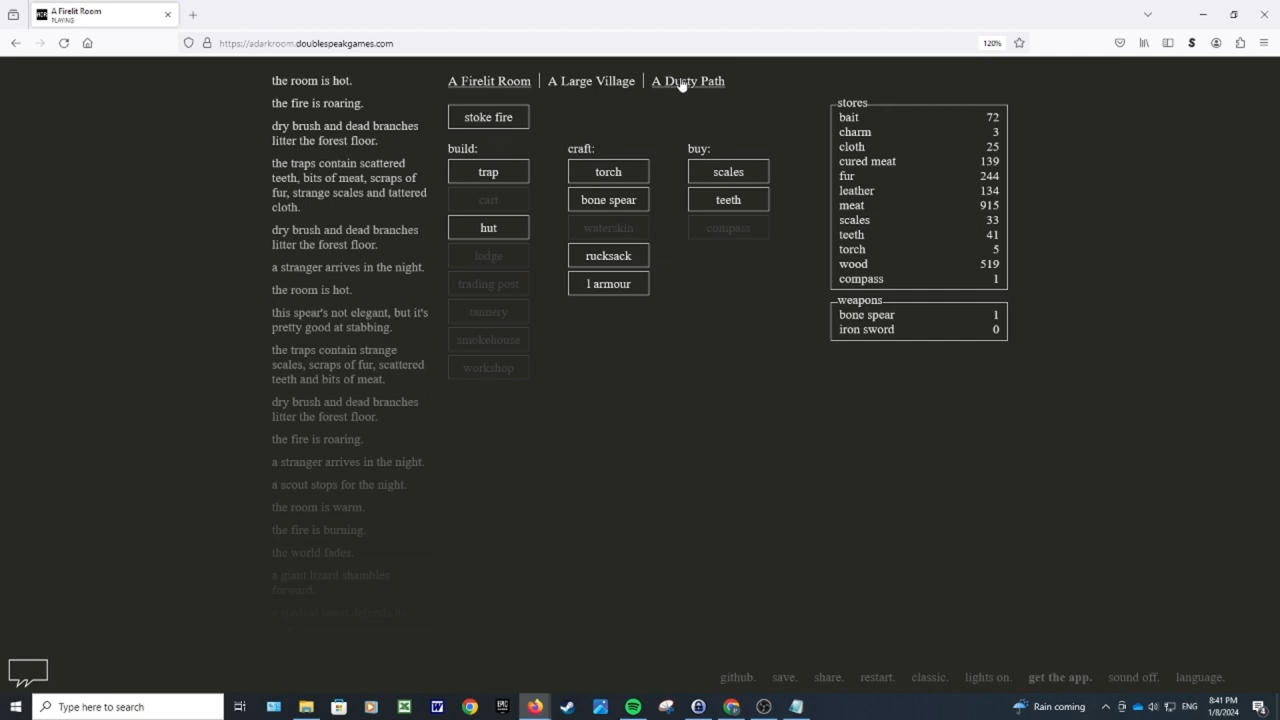 A Firelit Room
PLAYING
https://adarkroom.doublespeakgames.com
120%
A Firelit Room | A Large Village | A Dusty Path
the room is hot.
the fire is roaring.
dry brush and dead branches
litter the forest floor.
the traps contain scattered
teeth, bits of meat, scraps of
fur, strange scales and tattered
cloth.
dry brush and dead branches
litter the forest floor.
a stranger arrives in the night.
the room is hot.
this spear's not elegant, but it's
pretty good at stabbing.
the traps contain strange
scales, scraps of fur, scattered
teeth and bits of meat.
dry brush and dead branches
litter the forest floor.
the fire is roaring.
a stranger arrives in the night.
a scout stops for the night.
the room is warm.
the fire is burning.
the world fades.
a giant lizard shambles
forward.
stoke fire
build:
trap
cart
hut
lodge
trading post
tannery
smokehouse
workshop
craft:
torch
bone spear
waterskin
rucksack
l armour
buy:
scales
teeth
compass
stores
bait 72
charm 3
cloth 25
cured meat 139
fur 244
leather 134
meat 915
scales 33
teeth 41
torch 5
wood 519
compass 1
weapons
bone spear 1
iron sword 0
github. save. share. restart. classic. lights on. get the app. sound off. language.
Type here to search
Rain coming
ENG
8:41 PM
1/8/2024